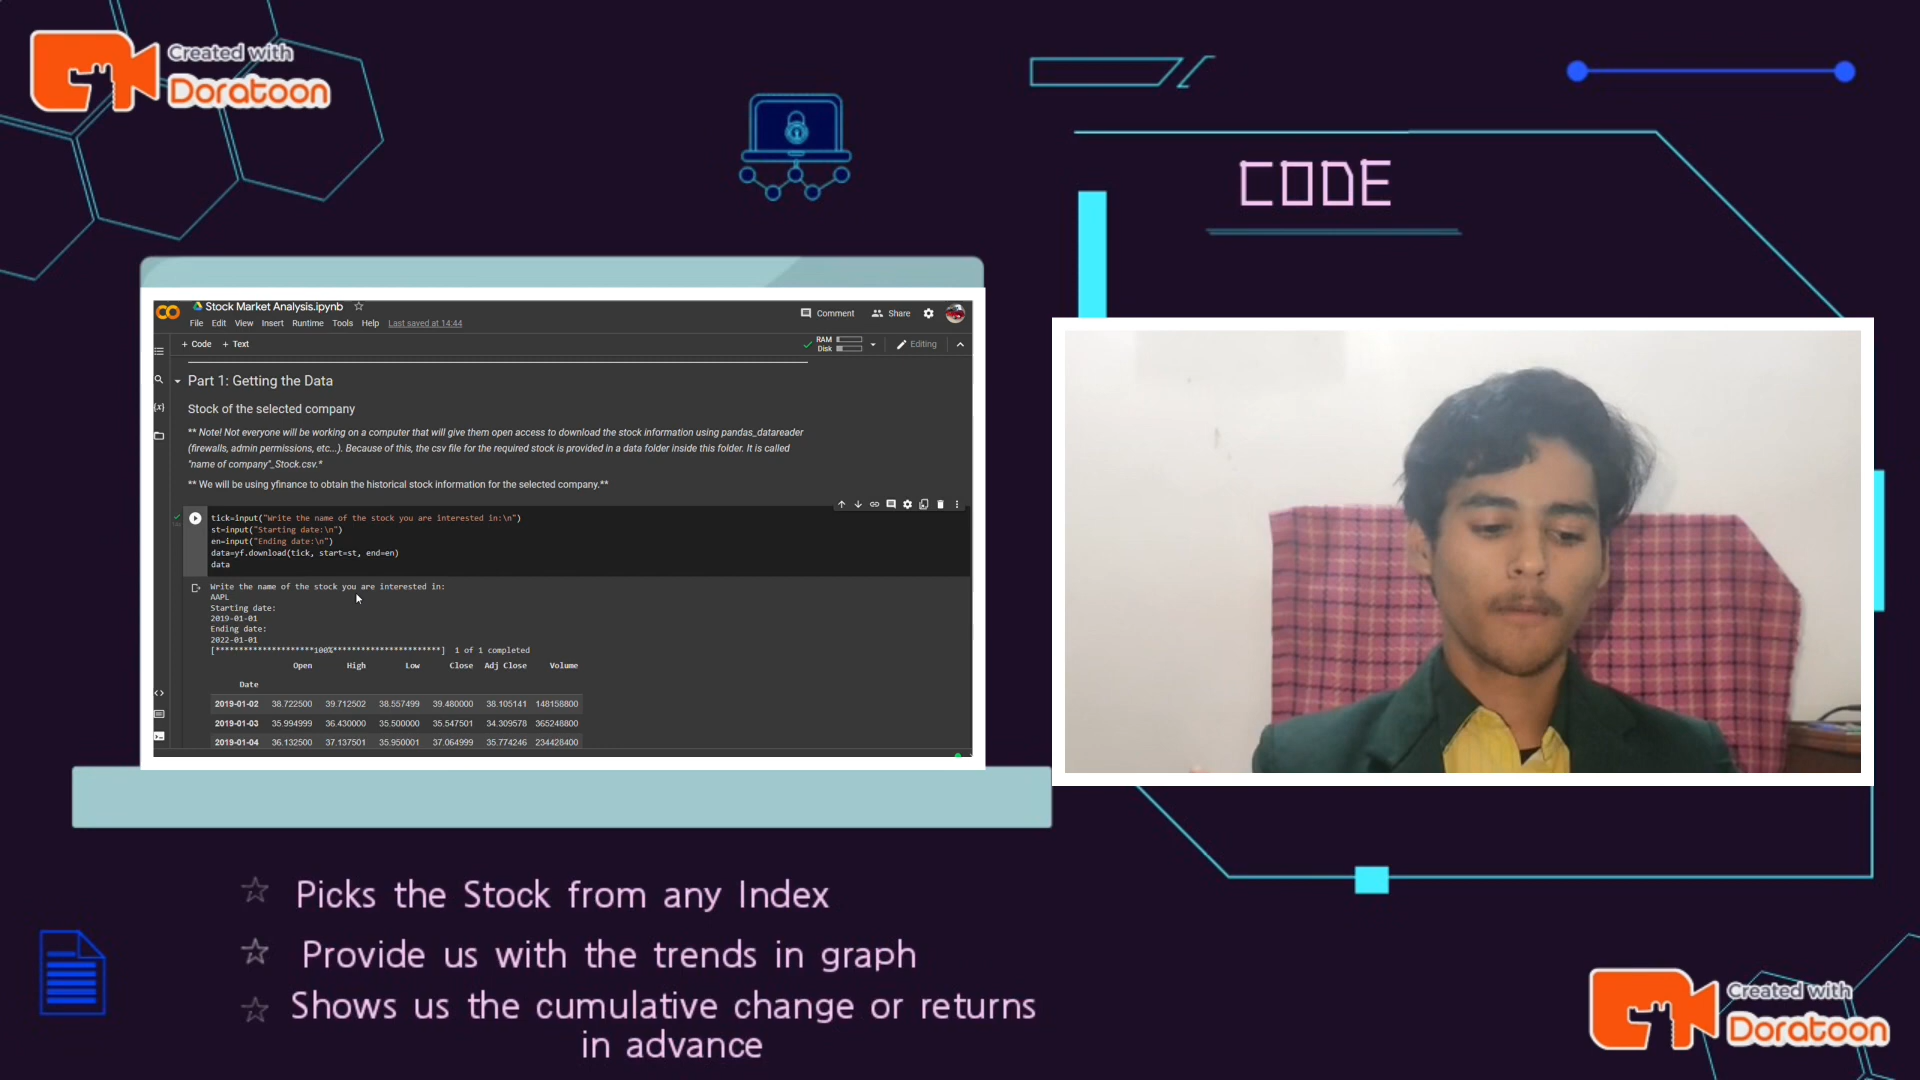 Created with
Doratoon
CODE
Stock Market Analysis.ipynb
File Edit View Insert Runtime Tools Help Last saved at 14:44
Comment Share
+ Code + Text
RAM
Disk
Editing
Part 1: Getting the Data
Stock of the selected company
** Note! Not everyone will be working on a computer that will give them open access to download the stock information using pandas_datareader
(firewalls, admin permissions, etc...). Because of this, the csv file for the required stock is provided in a data folder inside this folder. It is called
"name of company"_Stock.csv.*
** We will be using yfinance to obtain the historical stock information for the selected company.**
tick=input("Write the name of the stock you are interested in:\n")
st=input("Starting date:\n")
en=input("Ending date:\n")
data=yf.download(tick, start=st, end=en)
data
Write the name of the stock you are interested in:
AAPL
Starting date:
2019-01-01
Ending date:
2022-01-01
[*********************100%***********************] 1 of 1 completed
Open High Low Close Adj Close Volume
Date
2019-01-02 38.722500 39.712502 38.557499 39.480000 38.105141 148158800
2019-01-03 35.994999 36.430000 35.500000 35.547501 34.309578 365248800
2019-01-04 36.132500 37.137501 35.950001 37.064999 35.774246 234428400
Picks the Stock from any Index
Provide us with the trends in graph
Shows us the cumulative change or returns
in advance
Created with
Doratoon